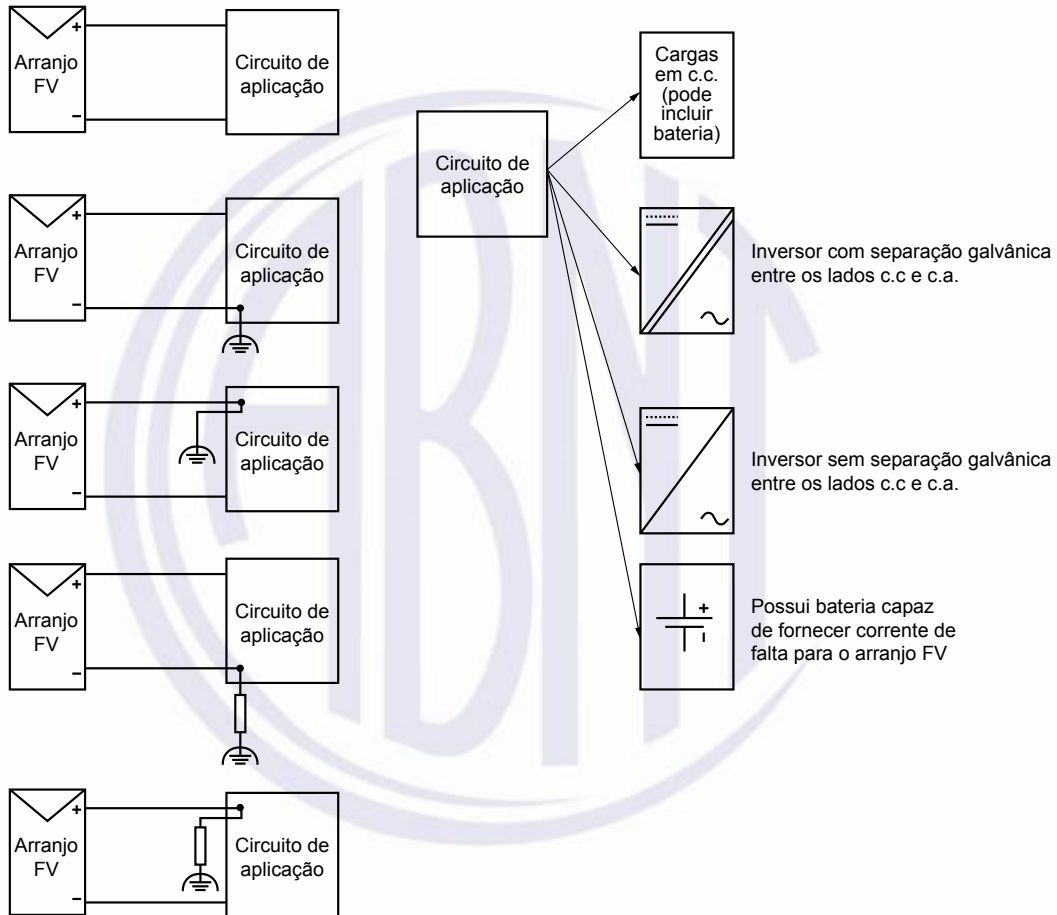 +
Arranjo
FV
−
Circuito de
aplicação
+
Arranjo
FV
−
Circuito de
aplicação
+
Arranjo
FV
−
Circuito de
aplicação
+
Arranjo
FV
−
Circuito de
aplicação
+
Arranjo
FV
−
Circuito de
aplicação
Circuito de
aplicação
Cargas
em c.c.
(pode
incluir
bateria)
Inversor com separação galvânica
entre os lados c.c e c.a.
Inversor sem separação galvânica
entre os lados c.c e c.a.
+
−
Possui bateria capaz
de fornecer corrente de
falta para o arranjo FV
ABNT